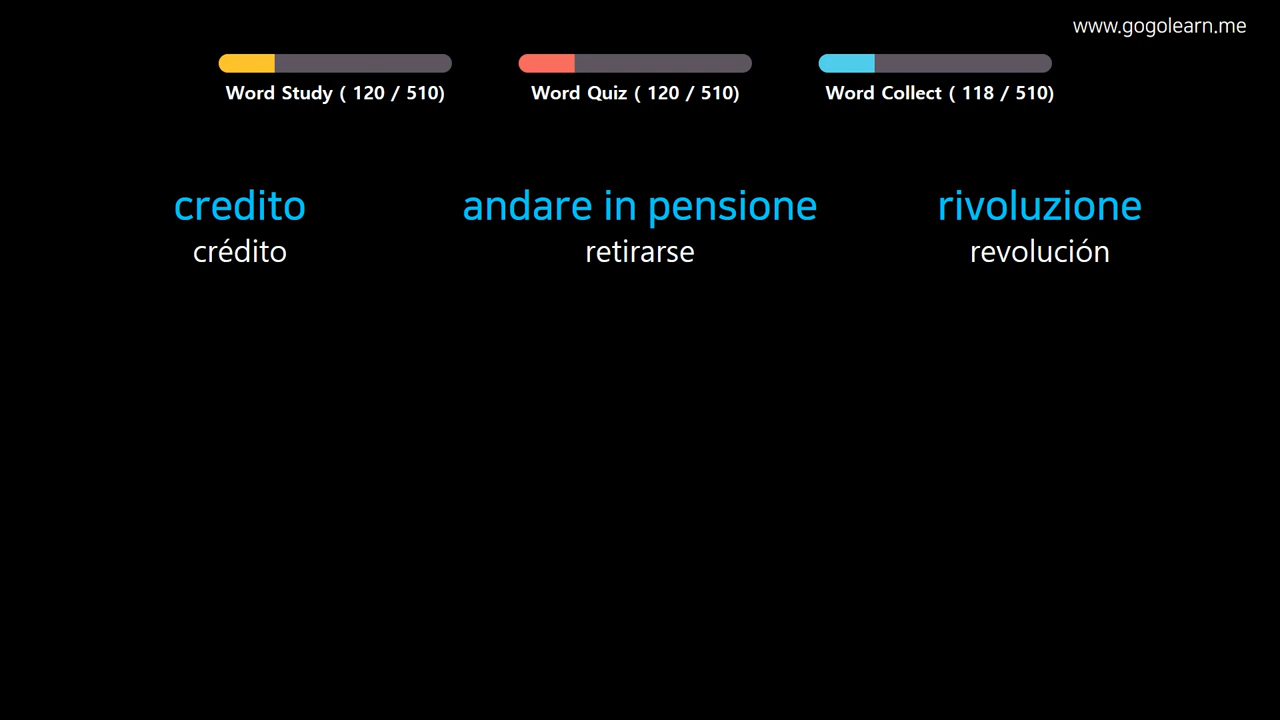 www.gogolearn.me
Word Study ( 120 / 510)
Word Quiz ( 120 / 510)
Word Collect ( 118 / 510)
credito
crédito
andare in pensione
retirarse
rivoluzione
revolución